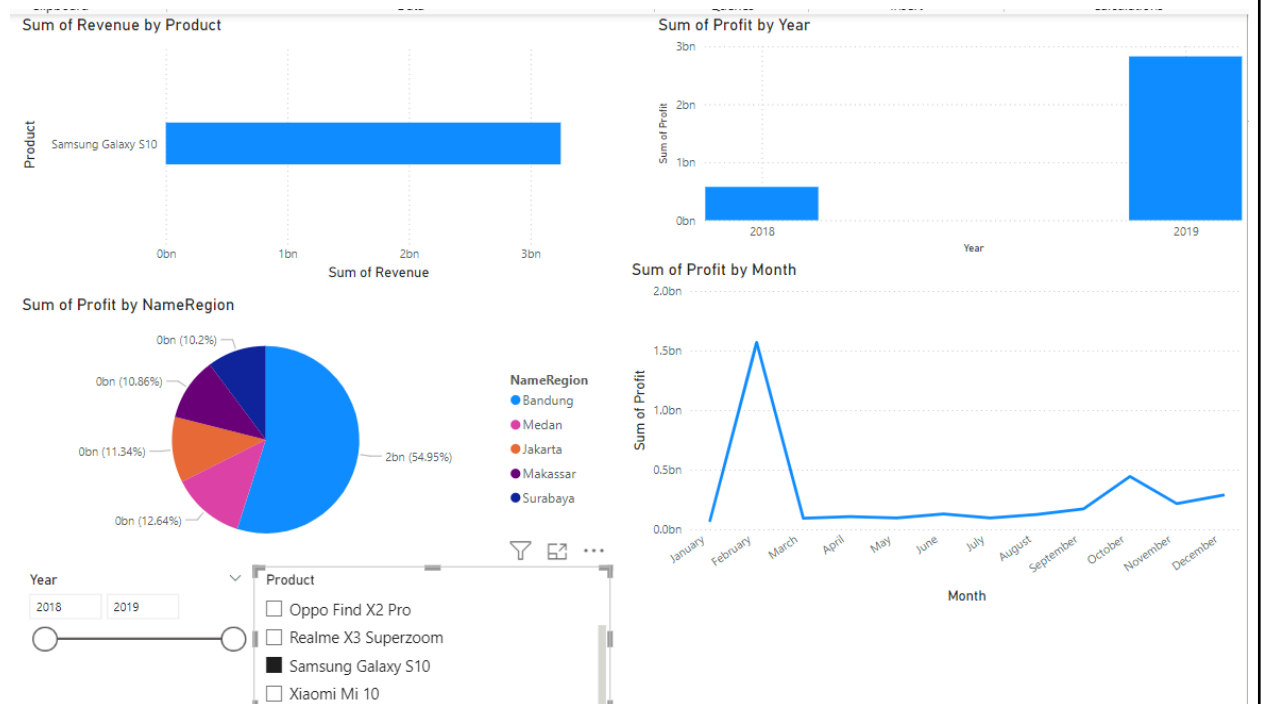 Sum of Revenue by Product
Product
Samsung Galaxy S10
0bn 1bn 2bn 3bn
Sum of Revenue
Sum of Profit by Year
Sum of Profit
3bn
2bn
1bn
0bn
2018 2019
Year
Sum of Profit by NameRegion
0bn (10.2%)
0bn (10.86%)
0bn (11.34%)
0bn (12.64%)
2bn (54.95%)
NameRegion
Bandung
Medan
Jakarta
Makassar
Surabaya
Sum of Profit by Month
Sum of Profit
2.0bn
1.5bn
1.0bn
0.5bn
0.0bn
January February March April May June July August September October November December
Month
Year
2018 2019
Product
Oppo Find X2 Pro
Realme X3 Superzoom
Samsung Galaxy S10
Xiaomi Mi 10